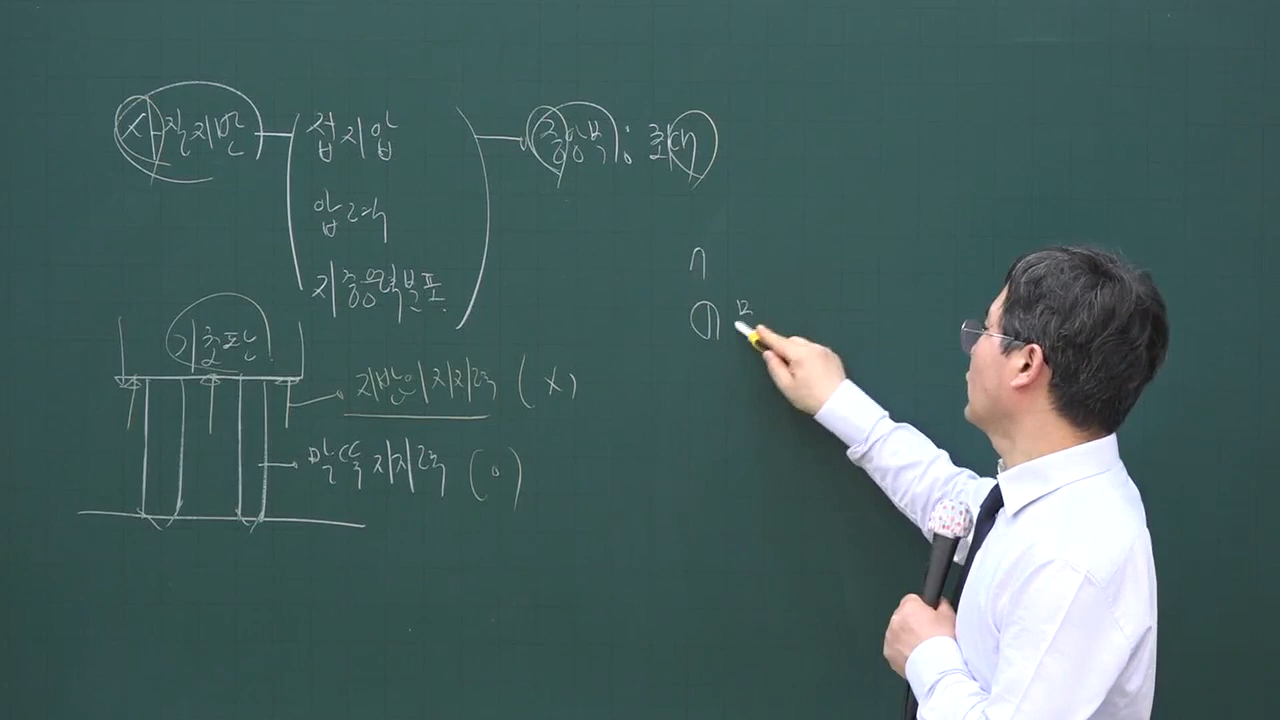 사질지반 접지압 중앙부 : 최대
압력
지중응력분포
기초판
지반의 지지력 (X)
말뚝 지지력 (O)
ㄱ